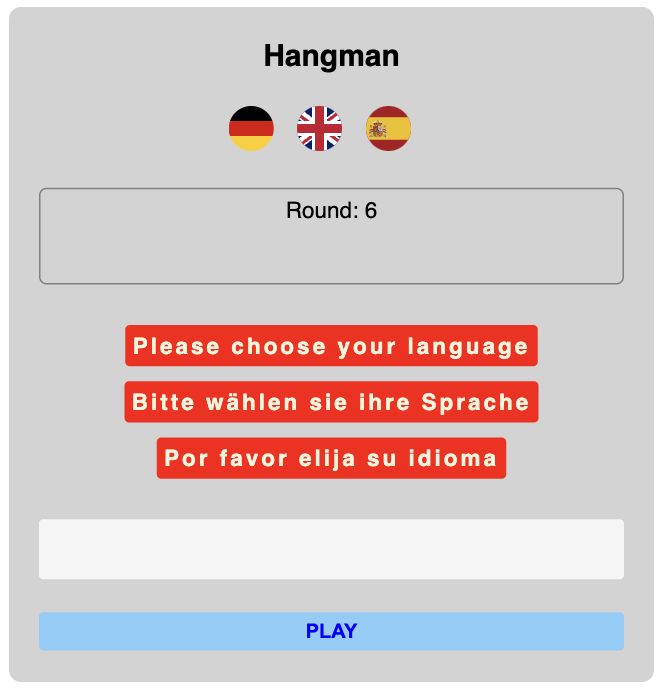 Hangman
Round: 6
Please choose your language
Bitte wählen sie ihre Sprache
Por favor elija su idioma
PLAY